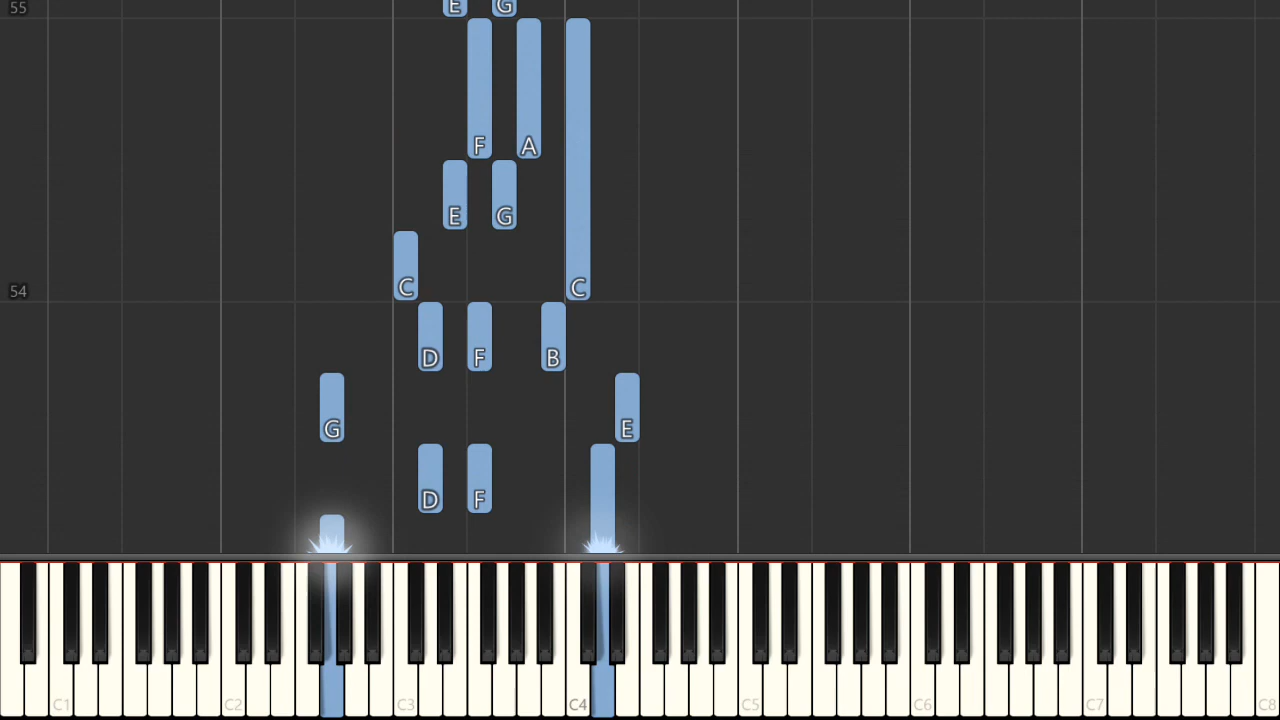 55 E G
F A
E G
54 C C
D F B
G E
D F
C1 C2 C3 C4 C5 C6 C7 C8